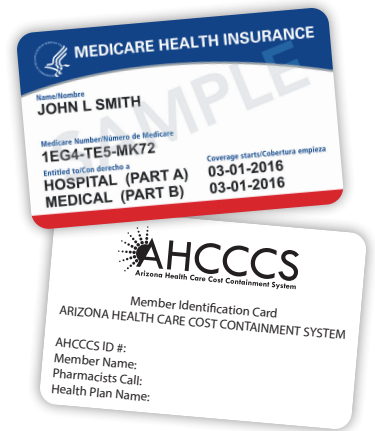 MEDICARE HEALTH INSURANCE
SAMPLE
Name/Nombre
JOHN L SMITH
Medicare Number/Número de Medicare
1EG4-TE5-MK72
Entitled to/Con derecho a
HOSPITAL (PART A)
MEDICAL (PART B)
Coverage starts/Cobertura empieza
03-01-2016
03-01-2016
AHCCCS
Arizona Health Care Cost Containment System
Member Identification Card
ARIZONA HEALTH CARE COST CONTAINMENT SYSTEM
AHCCCS ID #:
Member Name:
Pharmacists Call:
Health Plan Name: